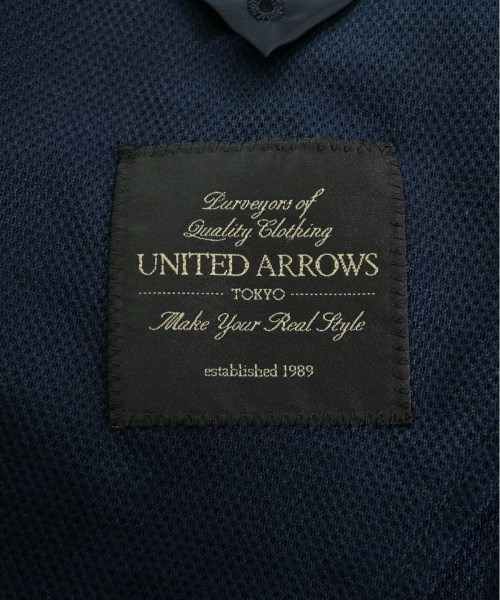 Purveyors of
Quality Clothing
UNITED ARROWS
TOKYO
Make Your Real Style
established 1989